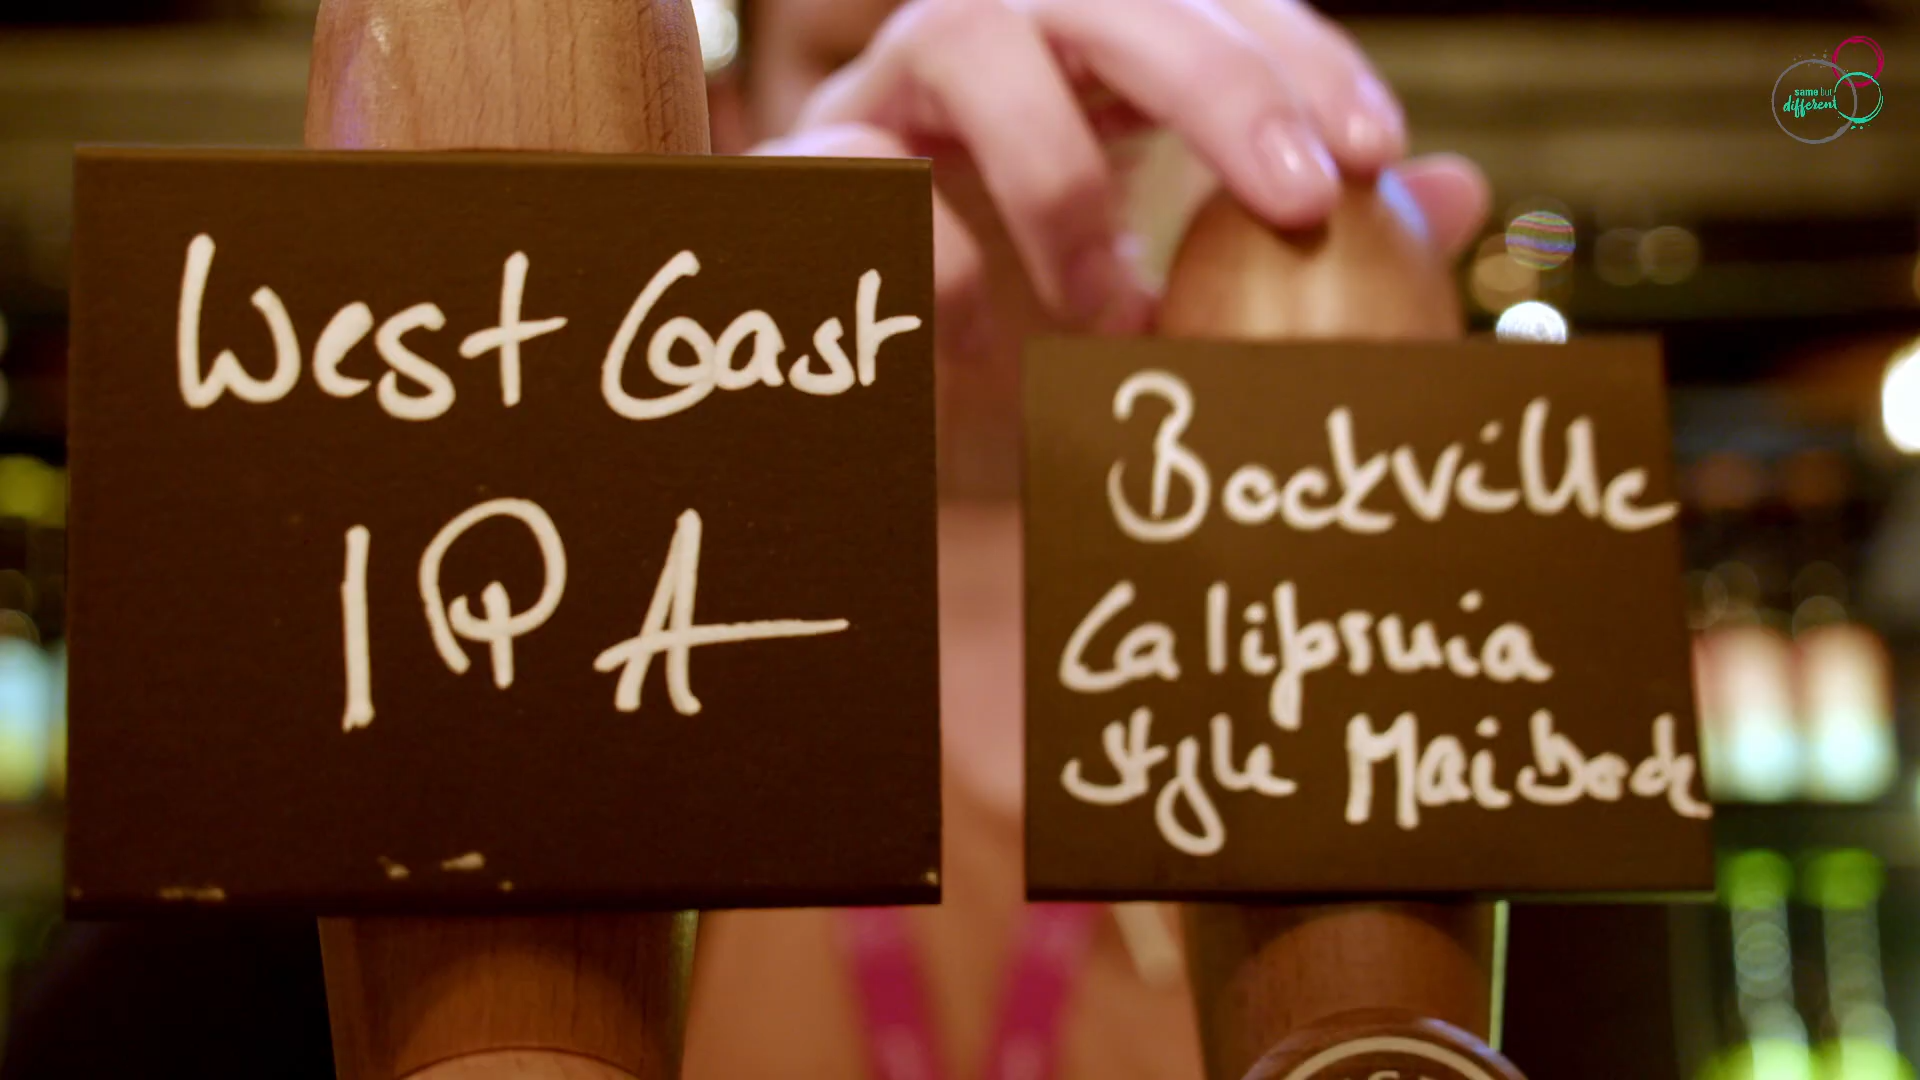 West Coast
IPA
Bockville
California
Style Maibock
same but
different